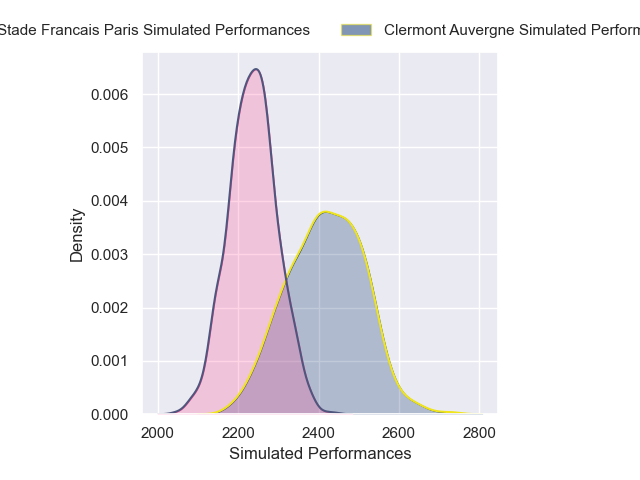 Stade Francais Paris Simulated Performances
Clermont Auvergne Simulated Perform
0.006
0.005
0.004
0.003
0.002
0.001
0.000
Density
2000 2200 2400 2600 2800
Simulated Performances